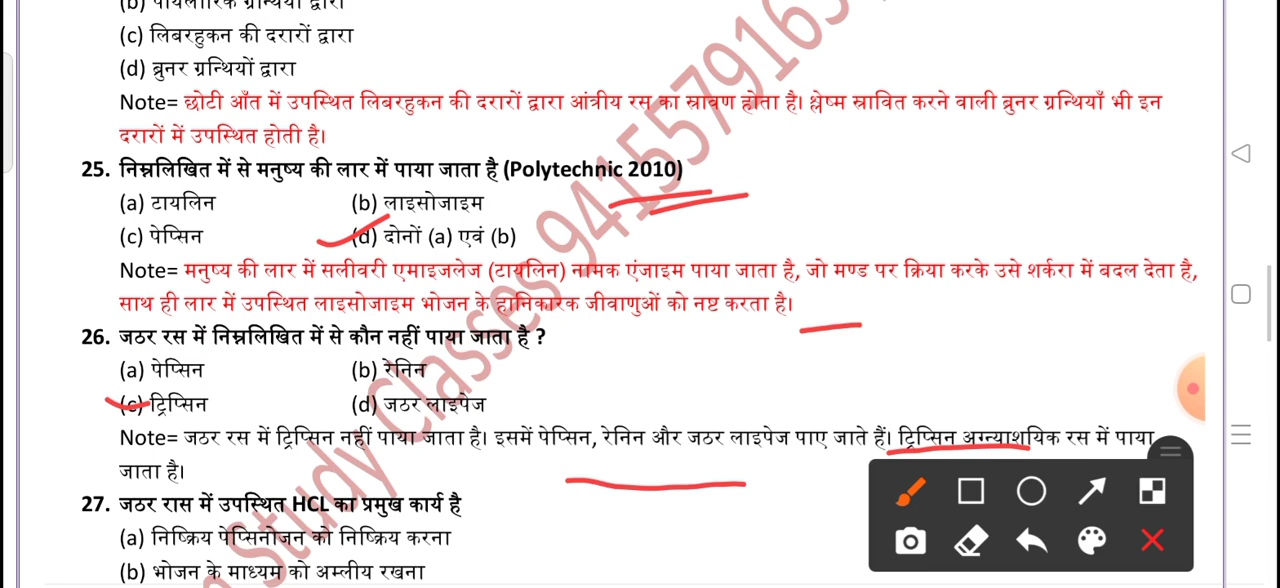 (b) पायलोरिक ग्रन्थियों द्वारा
(c) लिबरहुकन की दरारों द्वारा
(d) ब्रुनर ग्रन्थियों द्वारा
Note= छोटी आँत में उपस्थित लिबरहुकन की दरारों द्वारा आंत्रीय रस का स्रावण होता है। श्लेष्म स्रावित करने वाली ब्रुनर ग्रन्थियाँ भी इन
दरारों में उपस्थित होती है।
25. निम्नलिखित में से मनुष्य की लार में पाया जाता है (Polytechnic 2010)
(a) टायलिन (b) लाइसोजाइम
(c) पेप्सिन (d) दोनों (a) एवं (b)
Note= मनुष्य की लार में सलीवरी एमाइजलेज (टायलिन) नामक एंजाइम पाया जाता है, जो मण्ड पर क्रिया करके उसे शर्करा में बदल देता है,
साथ ही लार में उपस्थित लाइसोजाइम भोजन के हानिकारक जीवाणुओं को नष्ट करता है।
26. जठर रस में निम्नलिखित में से कौन नहीं पाया जाता है ?
(a) पेप्सिन (b) रेनिन
(c) ट्रिप्सिन (d) जठर लाइपेज
Note= जठर रस में ट्रिप्सिन नहीं पाया जाता है। इसमें पेप्सिन, रेनिन और जठर लाइपेज पाए जाते हैं। ट्रिप्सिन अग्न्याशयिक रस में पाया
जाता है।
27. जठर रास में उपस्थित HCL का प्रमुख कार्य है
(a) निष्क्रिय पेप्सिनोजन को निष्क्रिय करना
(b) भोजन के माध्यम को अम्लीय रखना
Study Classes 941557916